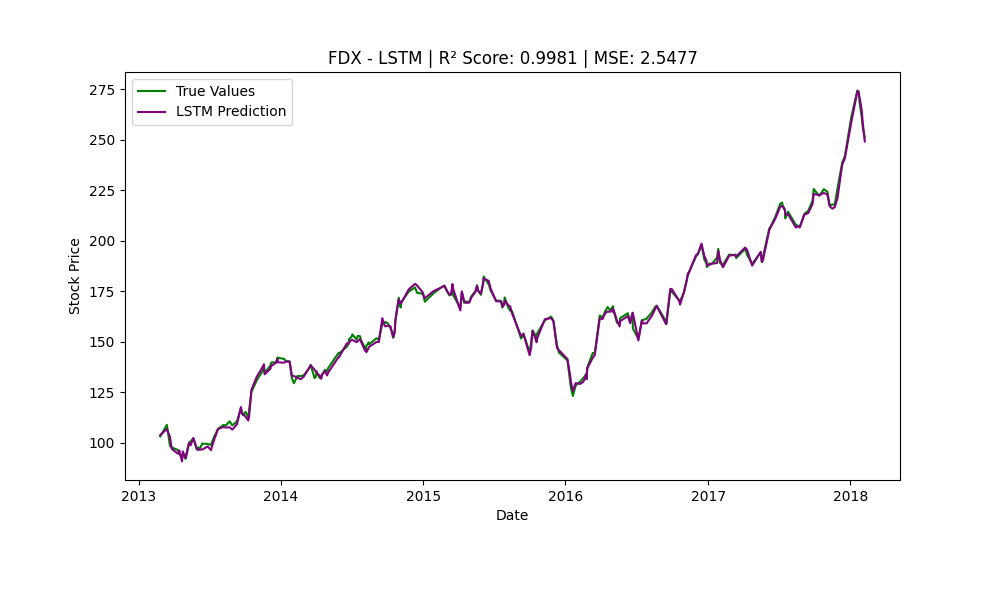 FDX - LSTM | R² Score: 0.9981 | MSE: 2.5477
True Values
LSTM Prediction
Stock Price
275
250
225
200
175
150
125
100
2013 2014 2015 2016 2017 2018
Date